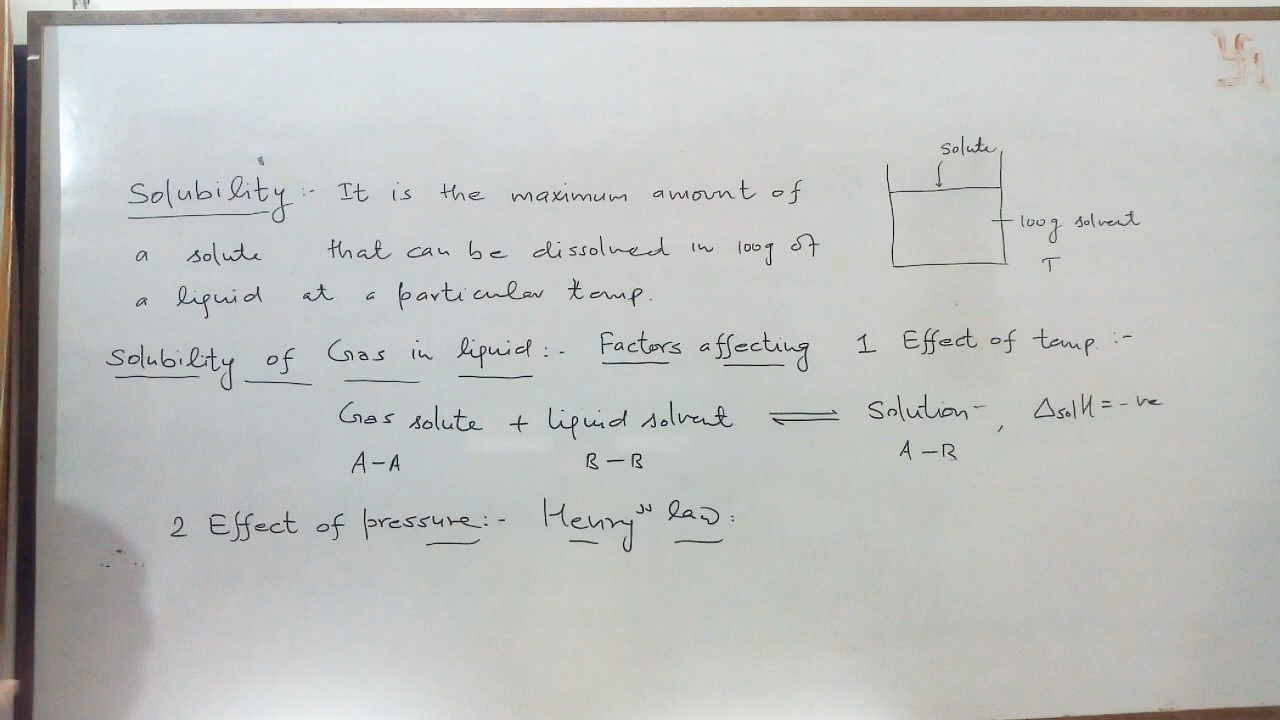 Solubility :- It is the maximum amount of
a solute that can be dissolved in 100g of
a liquid at a particular temp.
solute
100g solvent
T
Solubility of Gas in liquid :- Factors affecting 1 Effect of temp. :-
Gas solute + liquid solvent ⇌ Solution , ΔsolH = -ve
A-A B-B A-B
2 Effect of pressure :- Henry" law :